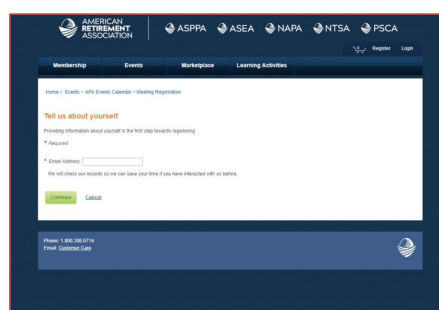 AMERICAN
RETIREMENT
ASSOCIATION
ASPPA ASEA NAPA NTSA PSCA
Register Login
Membership Events Marketplace Learning Activities
Home > Events > APA Events Calendar > Meeting Registration
Tell us about yourself
Providing information about yourself is the first step towards registering.
* Required
* Email Address:
We will check our records so we can save your time if you have interacted with us before
Continue Cancel
Phone: 1.800.308.6714
Email: Customer Care